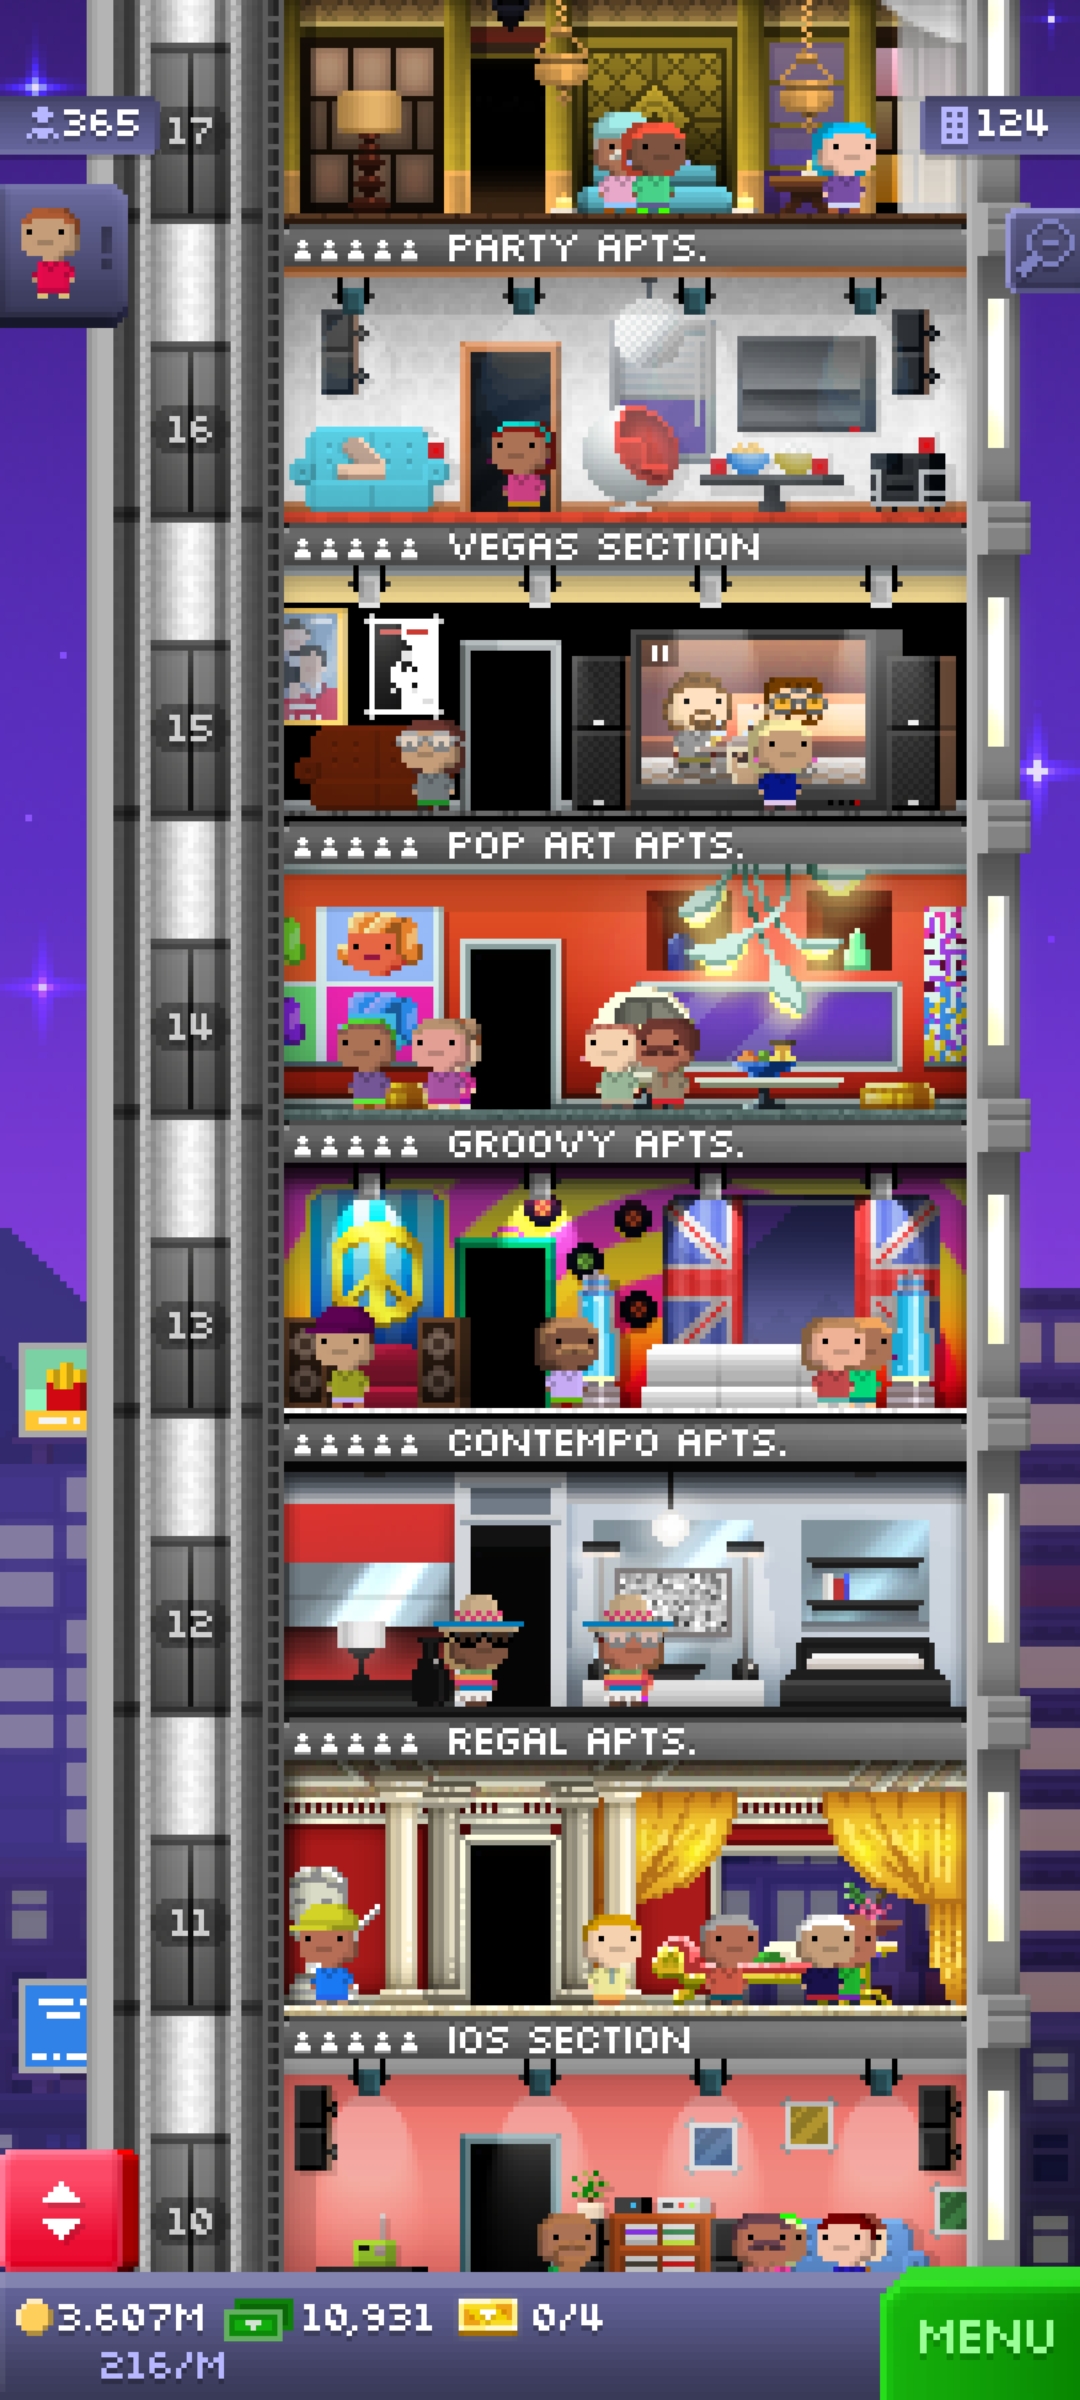 365
17
124
PARTY APTS.
16
VEGAS SECTION
15
POP ART APTS.
14
GROOVY APTS.
13
CONTEMPO APTS.
12
REGAL APTS.
11
IOS SECTION
10
3.607M 10,931 0/4
216/M
MENU